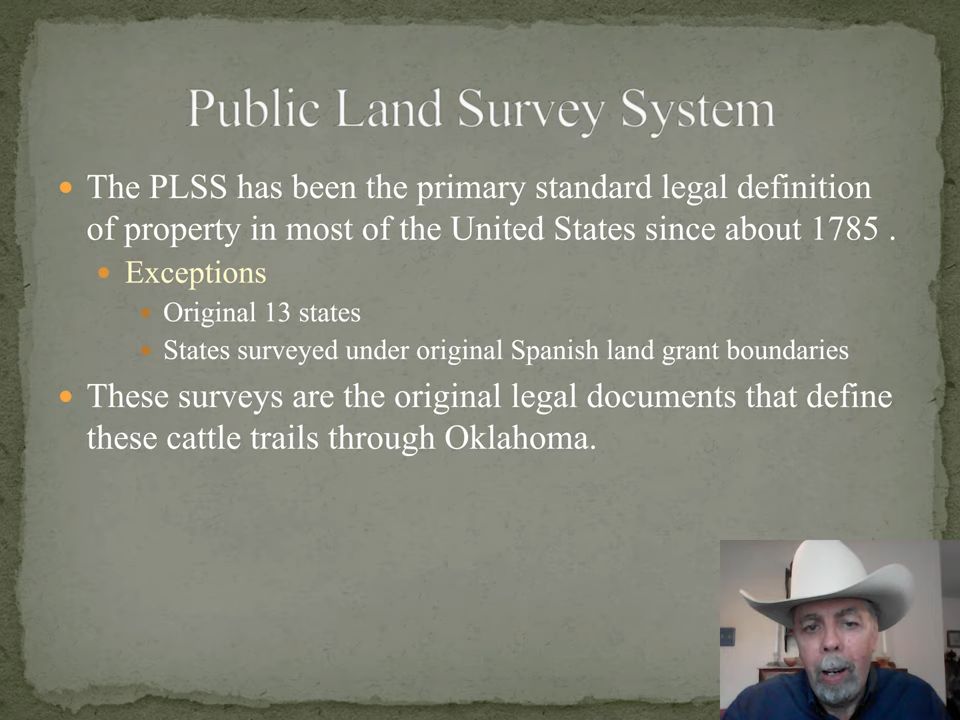 Public Land Survey System
The PLSS has been the primary standard legal definition
of property in most of the United States since about 1785 .
Exceptions
Original 13 states
States surveyed under original Spanish land grant boundaries
These surveys are the original legal documents that define
these cattle trails through Oklahoma.